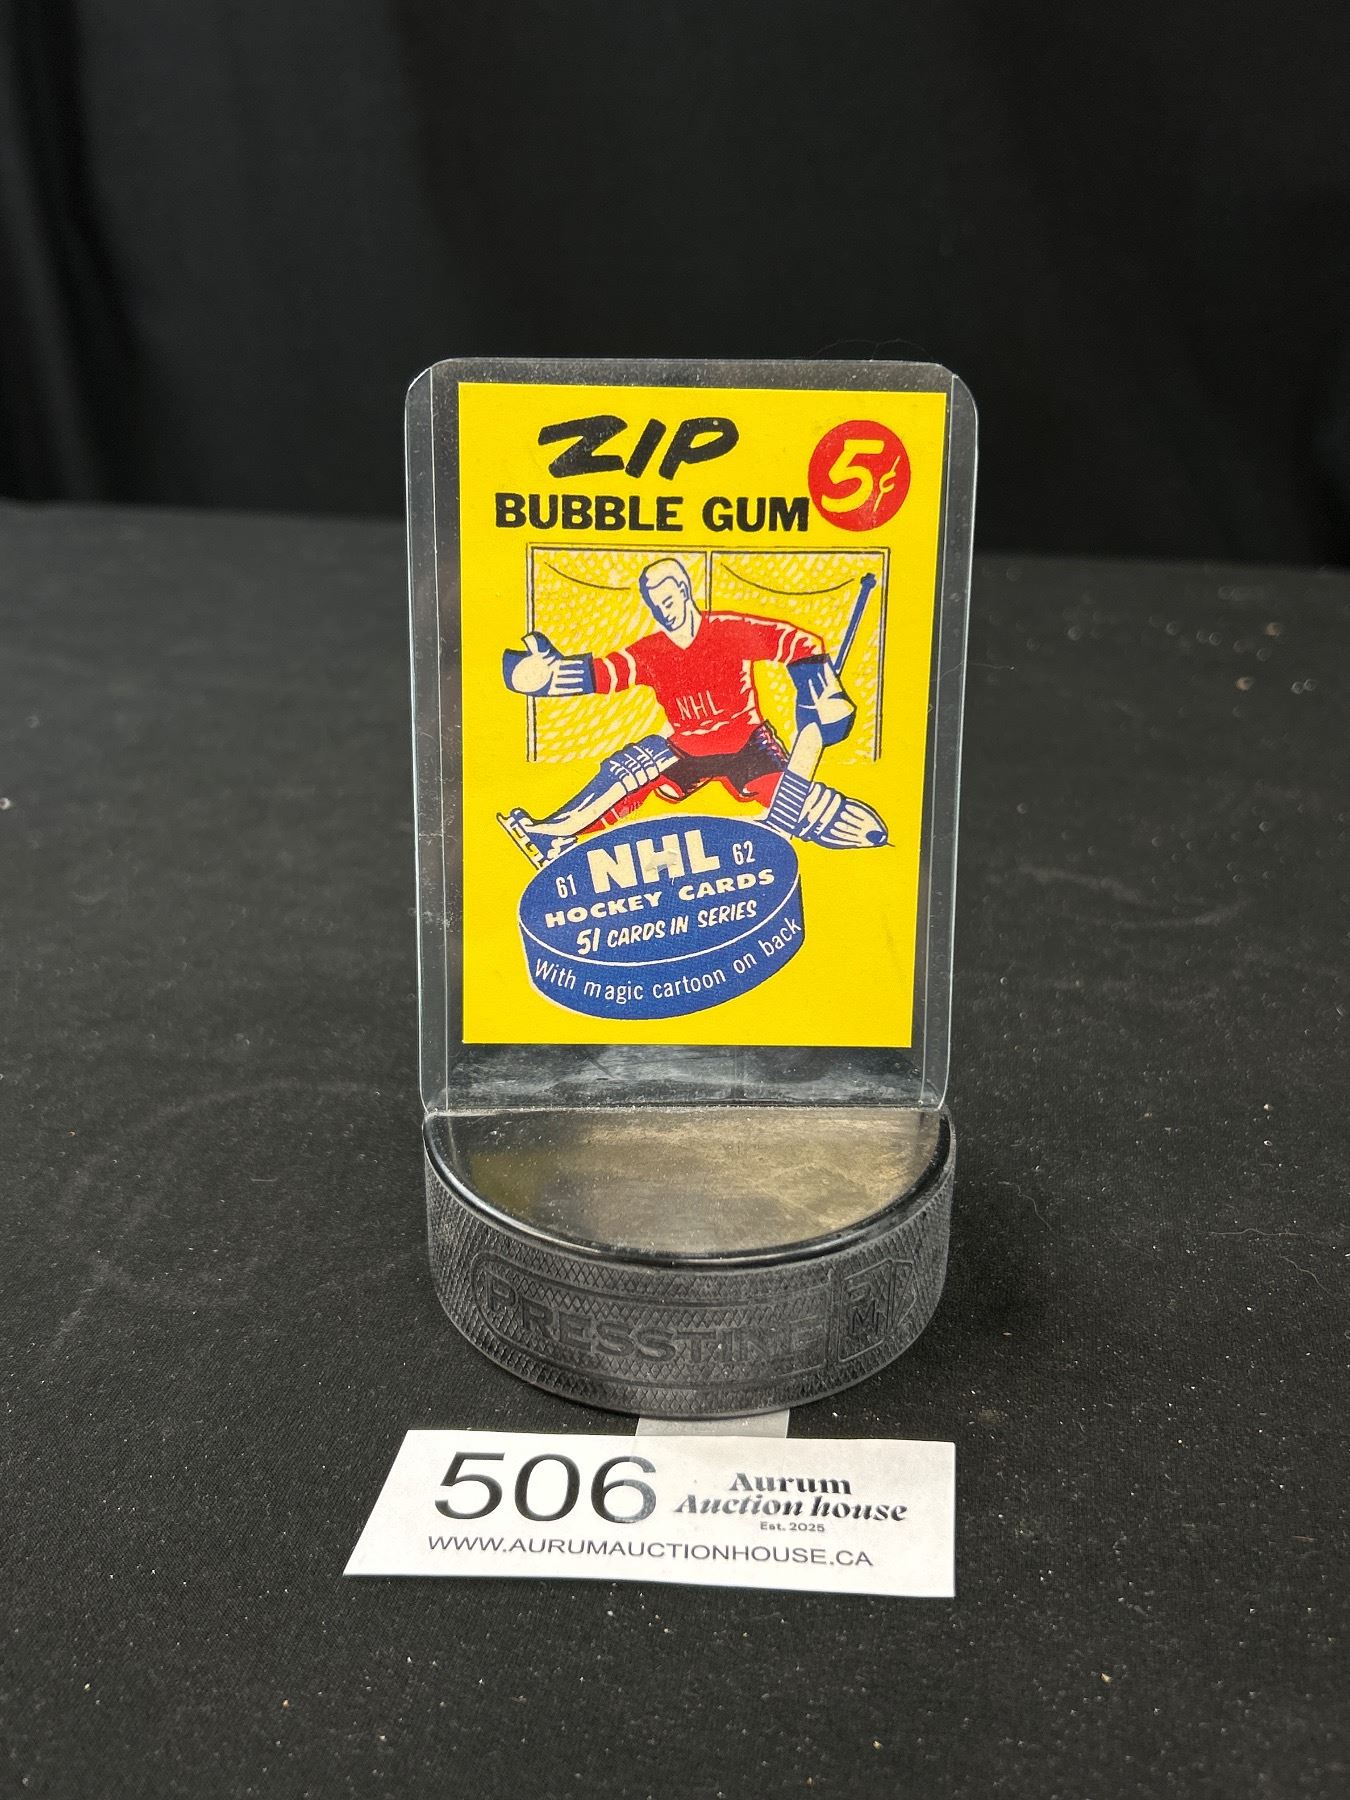 ZIP
5¢
BUBBLE GUM
NHL
61 NHL 62
HOCKEY CARDS
51 CARDS IN SERIES
With magic cartoon on back
PRESSTINE
506
Aurum
Auction house
Est. 2025
WWW.AURUMAUCTIONHOUSE.CA